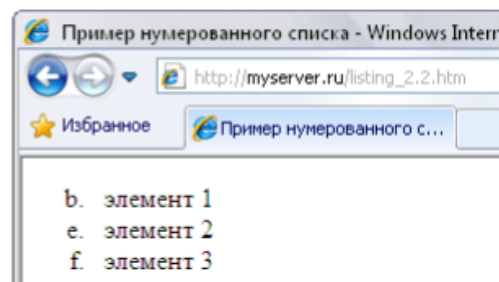 Пример нумерованного списка - Windows Intern
http://myserver.ru/listing_2.2.htm
Избранное
Пример нумерованного с...
b. элемент 1
e. элемент 2
f. элемент 3